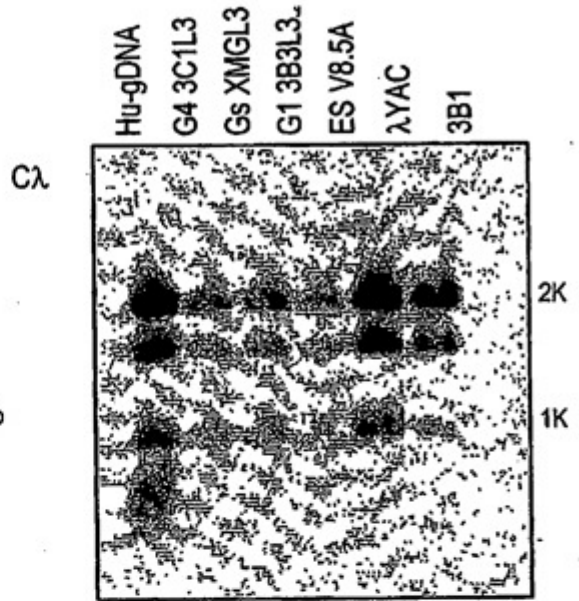 Hu-gDNA
G4 3C1L3
Gs XMGL3
G1 3B3L3
ES V8.5A
λYAC
3B1
Cλ
2K
1K